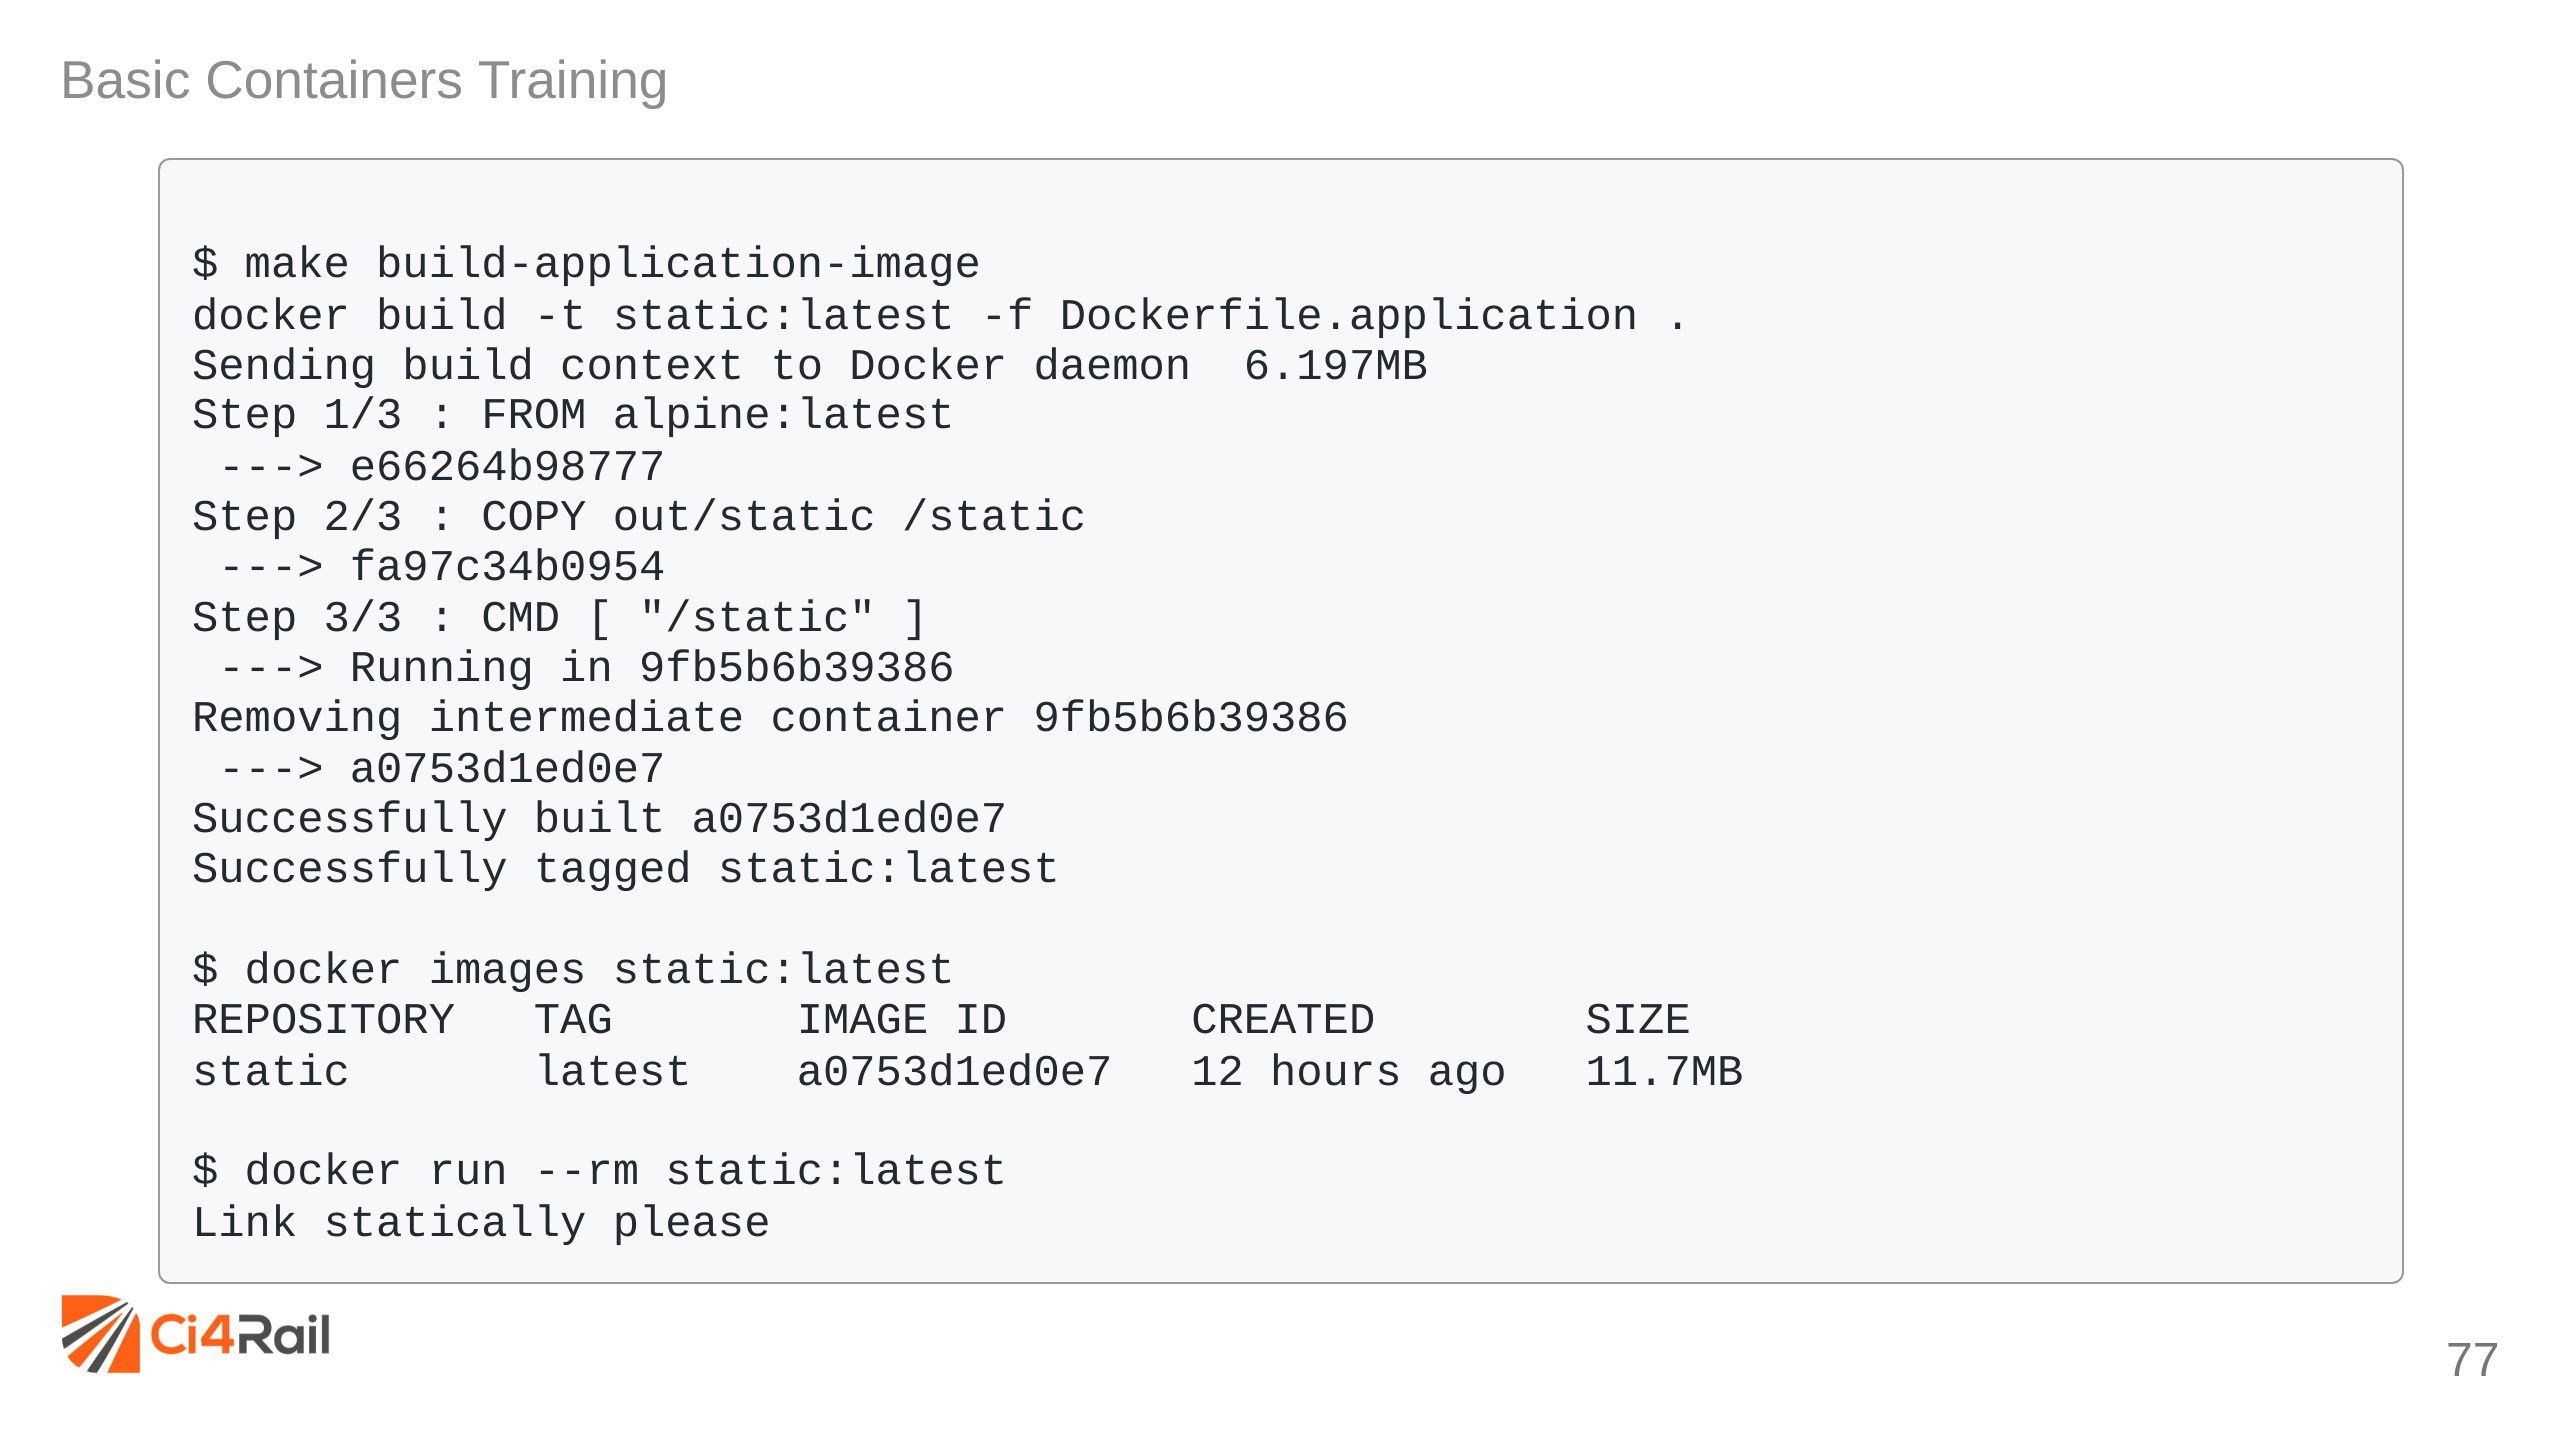 Basic Containers Training
$ make build-application-image
docker build -t static:latest -f Dockerfile.application .
Sending build context to Docker daemon  6.197MB
Step 1/3 : FROM alpine:latest
 ---> e66264b98777
Step 2/3 : COPY out/static /static
 ---> fa97c34b0954
Step 3/3 : CMD [ "/static" ]
 ---> Running in 9fb5b6b39386
Removing intermediate container 9fb5b6b39386
 ---> a0753d1ed0e7
Successfully built a0753d1ed0e7
Successfully tagged static:latest
$ docker images static:latest
REPOSITORY   TAG       IMAGE ID       CREATED        SIZE
static       latest    a0753d1ed0e7   12 hours ago   11.7MB
$ docker run --rm static:latest
Link statically please
Ci4Rail
77